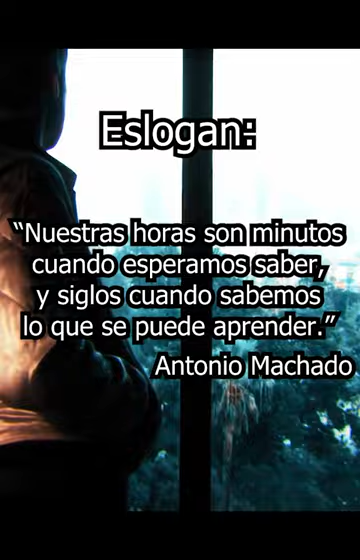 Eslogan:
“Nuestras horas son minutos
cuando esperamos saber,
y siglos cuando sabemos
lo que se puede aprender.”
Antonio Machado